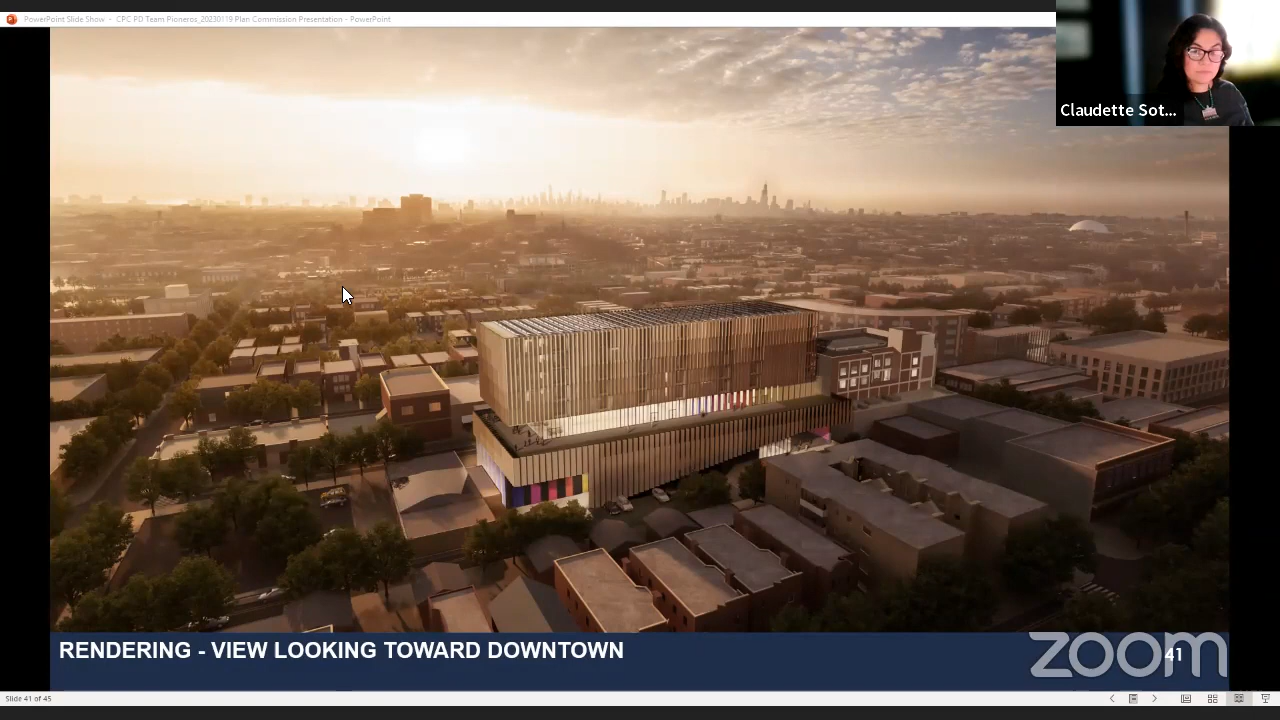 PowerPoint Slide Show - CPC PD Team Pioneros_20230119 Plan Commission Presentation - PowerPoint
Claudette Sot...
RENDERING - VIEW LOOKING TOWARD DOWNTOWN
zoom
41
Slide 41 of 45